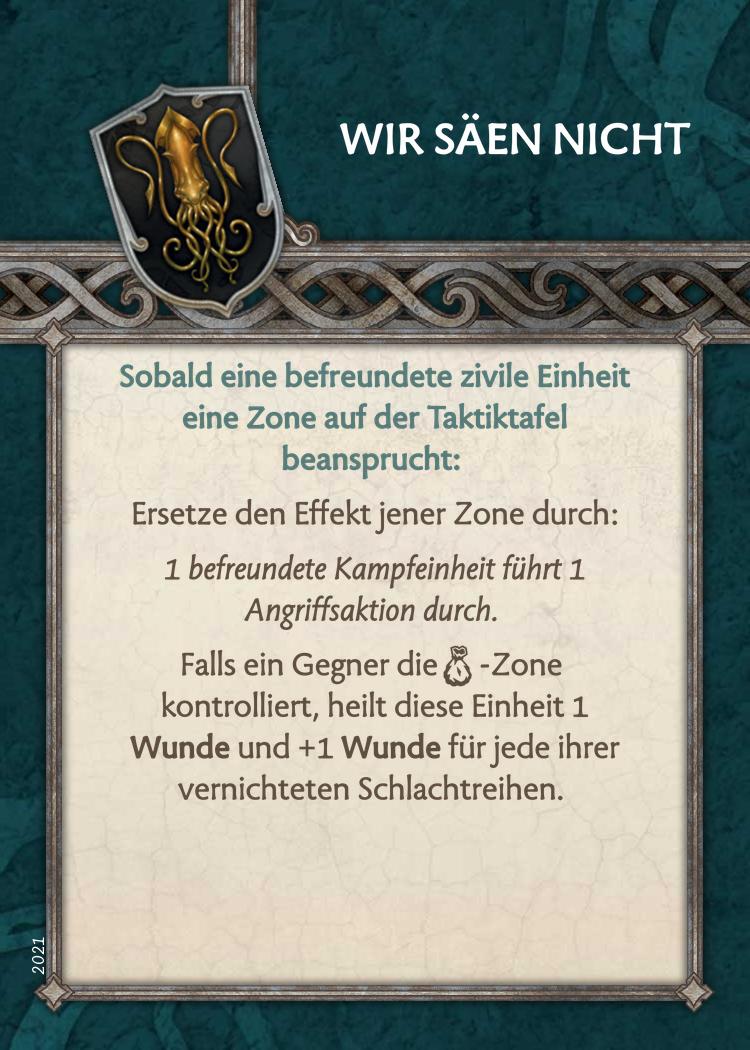 WIR SÄEN NICHT
Sobald eine befreundete zivile Einheit
eine Zone auf der Taktiktafel
beansprucht:
Ersetze den Effekt jener Zone durch:
1 befreundete Kampfeinheit führt 1
Angriffsaktion durch.
Falls ein Gegner die -Zone
kontrolliert, heilt diese Einheit 1
Wunde und +1 Wunde für jede ihrer
vernichteten Schlachtreihen.
2021